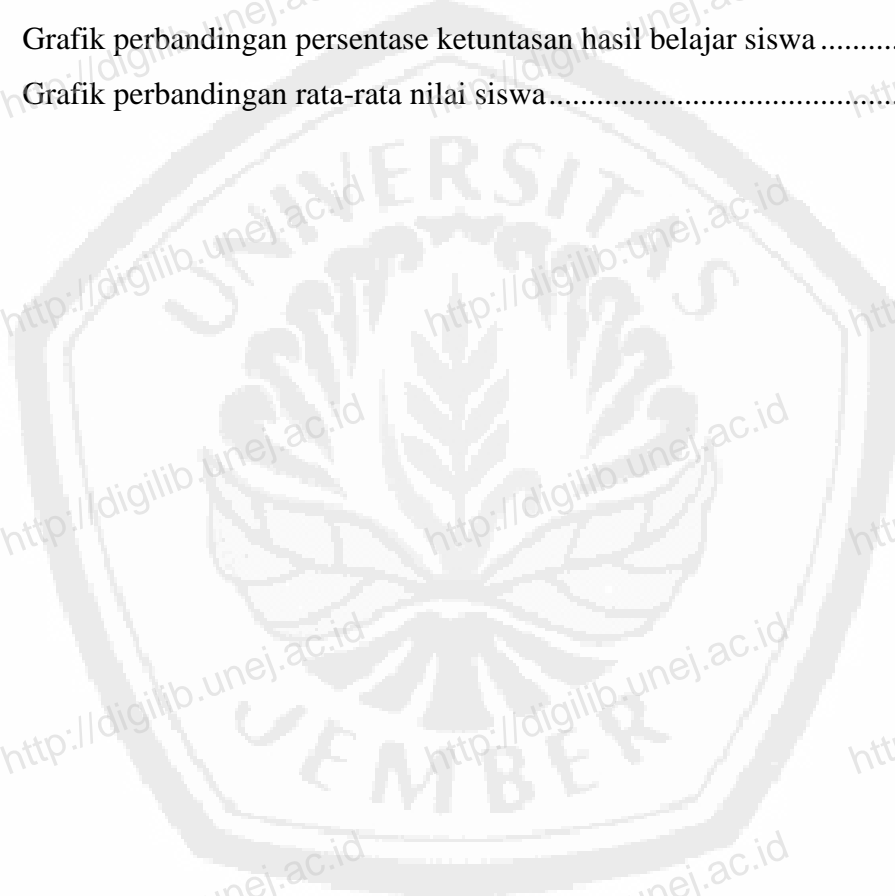 Grafik perbandingan persentase ketuntasan hasil belajar siswa ..........
Grafik perbandingan rata-rata nilai siswa...........................................
UNIVERSITAS
JEMBER
http://digilib.unej.ac.id
http://digilib.unej.ac.id
http://digilib.unej.ac.id
http://digilib.unej.ac.id
http://digilib.unej.ac.id
http://digilib.unej.ac.id